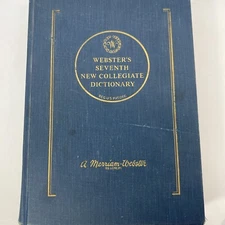 WEBSTER'S
SEVENTH
NEW COLLEGIATE
DICTIONARY
A Merriam-Webster